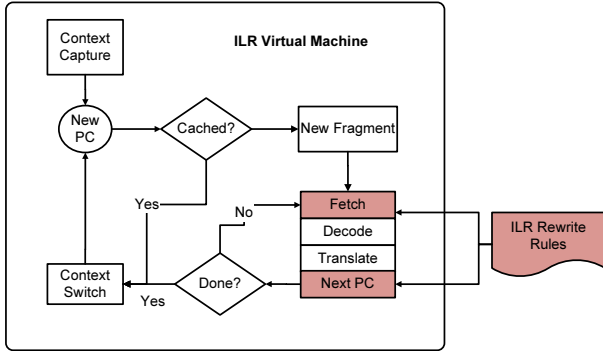 Context
Capture
ILR Virtual Machine
New
PC
Cached?
New Fragment
Yes
No
Fetch
Decode
Translate
Next PC
ILR Rewrite
Rules
Context
Switch
Yes
Done?